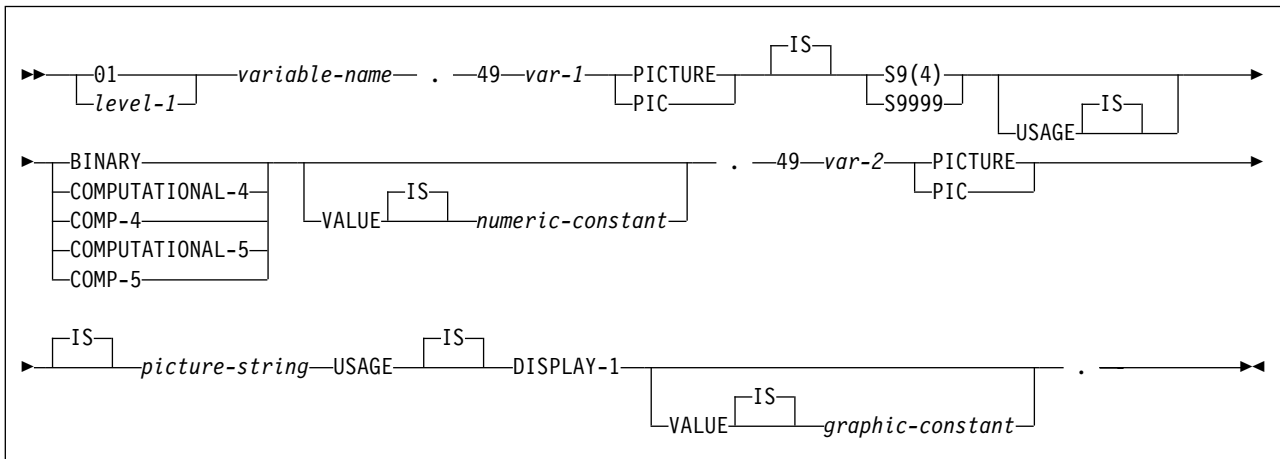 IS
01 variable-name . 49 var-1 PICTURE S9(4)
level-1 PIC S9999 IS
USAGE
BINARY . 49 var-2 PICTURE
COMPUTATIONAL-4 IS PIC
COMP-4 VALUE numeric-constant
COMPUTATIONAL-5
COMP-5
IS IS
picture-string USAGE DISPLAY-1 .
IS
VALUE graphic-constant